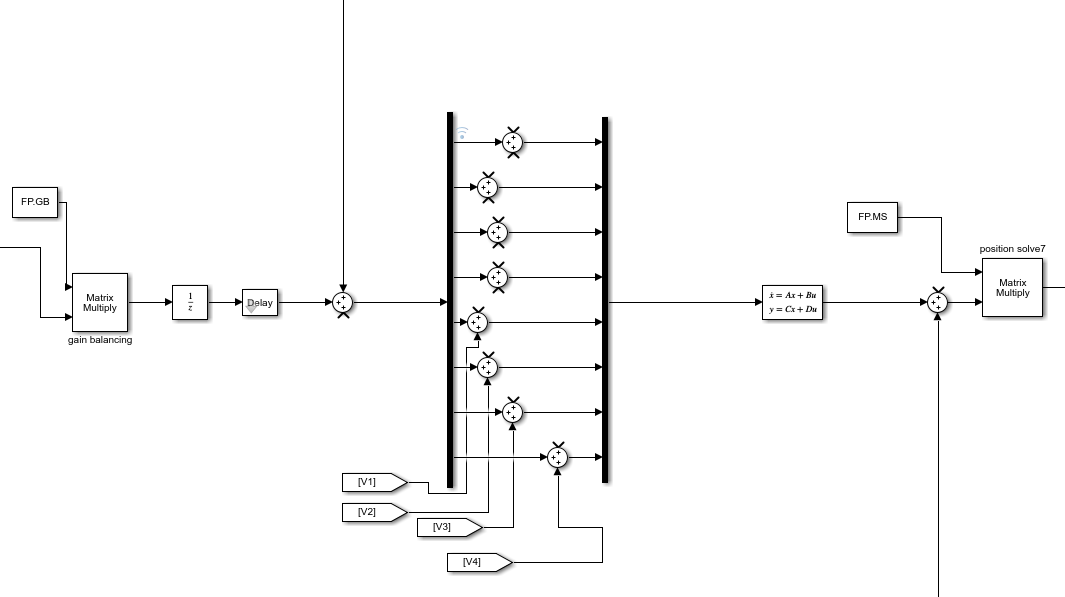 FP.GB
FP.MS
position solve7
Matrix
Multiply
Matrix
Multiply
gain balancing
1
z
Delay
ẋ = Ax + Bu
y = Cx + Du
[V1]
[V2]
[V3]
[V4]